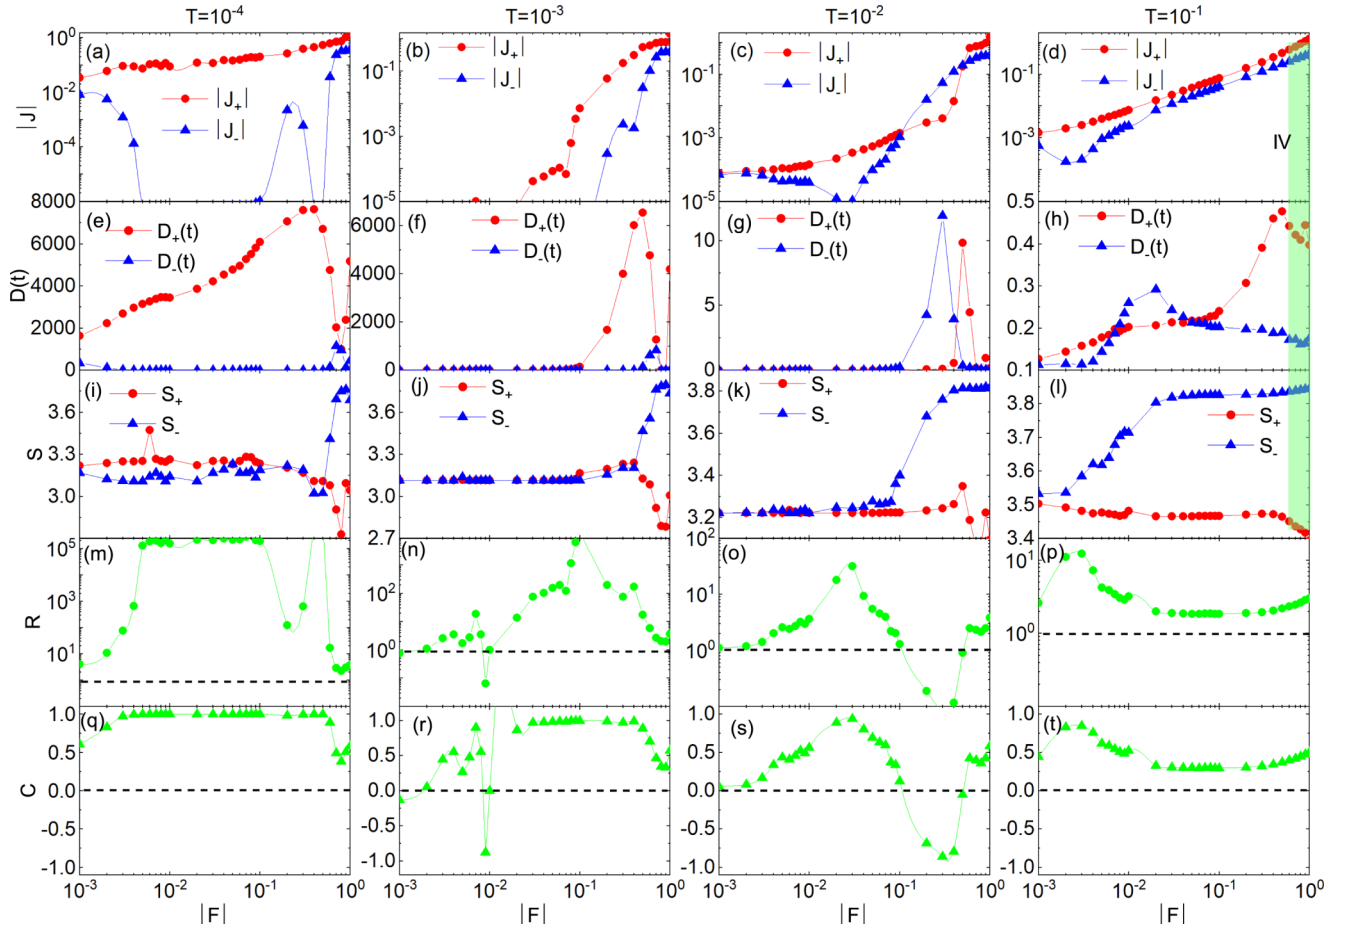 T=10⁻⁴ T=10⁻³ T=10⁻² T=10⁻¹
(a) |J₊| |J₋|
(b) |J₊| |J₋|
(c) |J₊| |J₋|
(d) |J₊| |J₋| IV
|J|
10⁰ 10⁻² 10⁻⁴ 8000
10⁻¹ 10⁻³ 10⁻⁵
10⁻¹ 10⁻³ 10⁻⁵
10⁻¹ 10⁻³ 0.5
(e) D₊(t) D₋(t)
(f) D₊(t) D₋(t)
(g) D₊(t) D₋(t)
(h) D₊(t) D₋(t)
D(t)
6000 4000 2000 0
6000 4000 2000 0
10 5 0
0.4 0.3 0.2 0.1
(i) S₊ S₋
(j) S₊ S₋
(k) S₊ S₋
(l) S₊ S₋
S
3.6 3.3 3.0
3.6 3.3 3.0 2.7
3.8 3.6 3.4 3.2 10²
3.8 3.7 3.6 3.5 3.4
(m) (n) (o) (p)
R
10⁵ 10³ 10¹
10² 10⁰
10¹ 10⁰
10¹ 10⁰
(q) (r) (s) (t)
C
1.0 0.5 0.0 -0.5 -1.0
1.0 0.5 0.0 -0.5 -1.0
1.0 0.5 0.0 -0.5 -1.0
1.0 0.5 0.0 -0.5 -1.0
10⁻³ 10⁻² 10⁻¹ 10⁰ 10⁻² 10⁻¹ 10⁰ 10⁻² 10⁻¹ 10⁰ 10⁻² 10⁻¹ 10⁰
|F| |F| |F| |F|